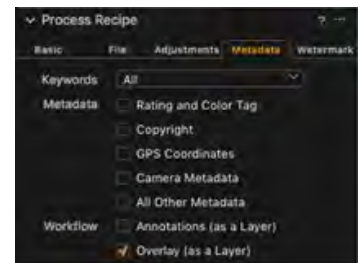 Process Recipe ? ...
Basic File Adjustments Metadata Watermark
Keywords All
Metadata Rating and Color Tag
Copyright
GPS Coordinates
Camera Metadata
All Other Metadata
Workflow Annotations (as a Layer)
Overlay (as a Layer)